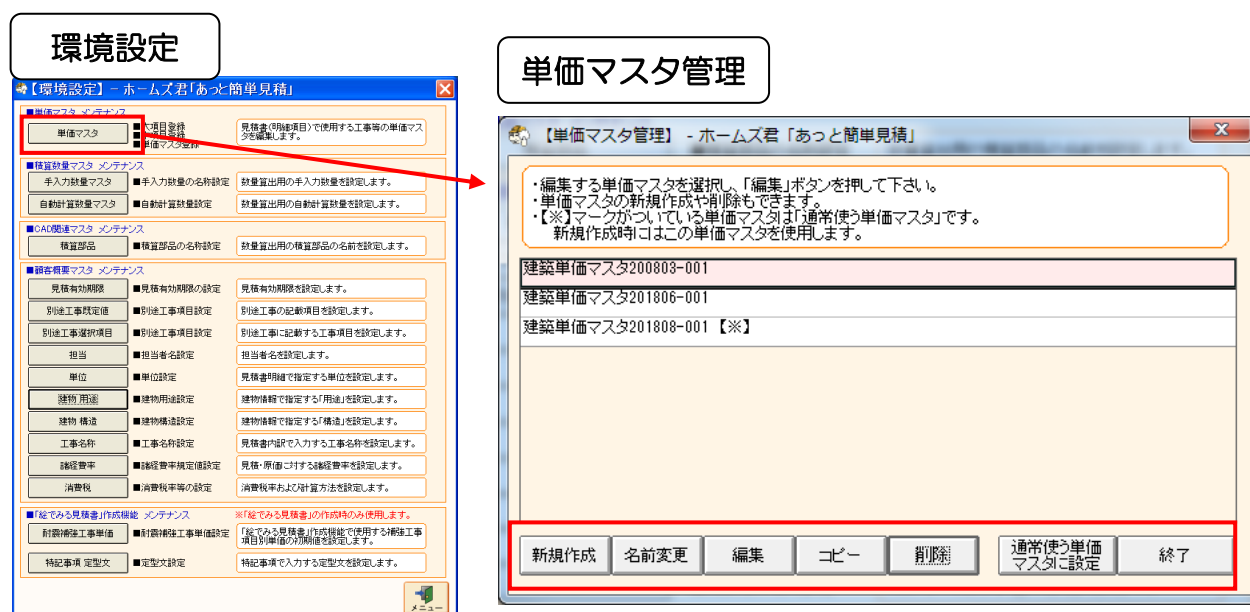 環境設定
【環境設定】 - ホームズ君「あっと簡単見積」
■単価マスタ メンテナンス
単価マスタ
■大項目登録
■単価マスタ登録
見積書(明細項目)で使用する工事等の単価マス
タを編集します。
■積算数量マスタ メンテナンス
手入力数量マスタ ■手入力数量の名称設定 数量算出用の手入力数量を設定します。
自動計算数量マスタ ■自動計算数量設定 数量算出用の自動計算数量を設定します。
■CAD関連マスタ メンテナンス
積算部品 ■積算部品の名称設定 数量算出用の積算部品の名前を設定します。
■顧客概要マスタ メンテナンス
見積有効期限 ■見積有効期限の設定 見積有効期限を設定します。
別途工事既定値 ■別途工事項目設定 別途工事の記載項目を設定します。
別途工事選択項目 ■別途工事項目設定 別途工事に記載する工事項目を設定します。
担当 ■担当者名設定 担当者名を設定します。
単位 ■単位設定 見積書明細で指定する単位を設定します。
建物 用途 ■建物用途設定 建物情報で指定する「用途」を設定します。
建物 構造 ■建物構造設定 建物情報で指定する「構造」を設定します。
工事名称 ■工事名称設定 見積書内訳で入力する工事名称を設定します。
諸経費率 ■諸経費率規定値設定 見積・原価に対する諸経費率を設定します。
消費税 ■消費税率等の設定 消費税率および計算方法を設定します。
■「絵でみる見積書」作成機能 メンテナンス ※「絵でみる見積書」の作成時のみ使用します。
耐震補強工事単価 ■耐震補強工事単価設定
「絵でみる見積書」作成機能で使用する補強工事
項目別単価の初期値を設定します。
特記事項 定型文 ■定型文設定 特記事項で入力する定型文を設定します。
メニュー
単価マスタ管理
【単価マスタ管理】 - ホームズ君「あっと簡単見積」
・編集する単価マスタを選択し、「編集」ボタンを押して下さい。
・単価マスタの新規作成や削除もできます。
・【※】マークがついている単価マスタは「通常使う単価マスタ」です。
新規作成時にはこの単価マスタを使用します。
建築単価マスタ200803-001
建築単価マスタ201806-001
建築単価マスタ201808-001【※】
新規作成 名前変更 編集 コピー 削除 通常使う単価
マスタに設定 終了